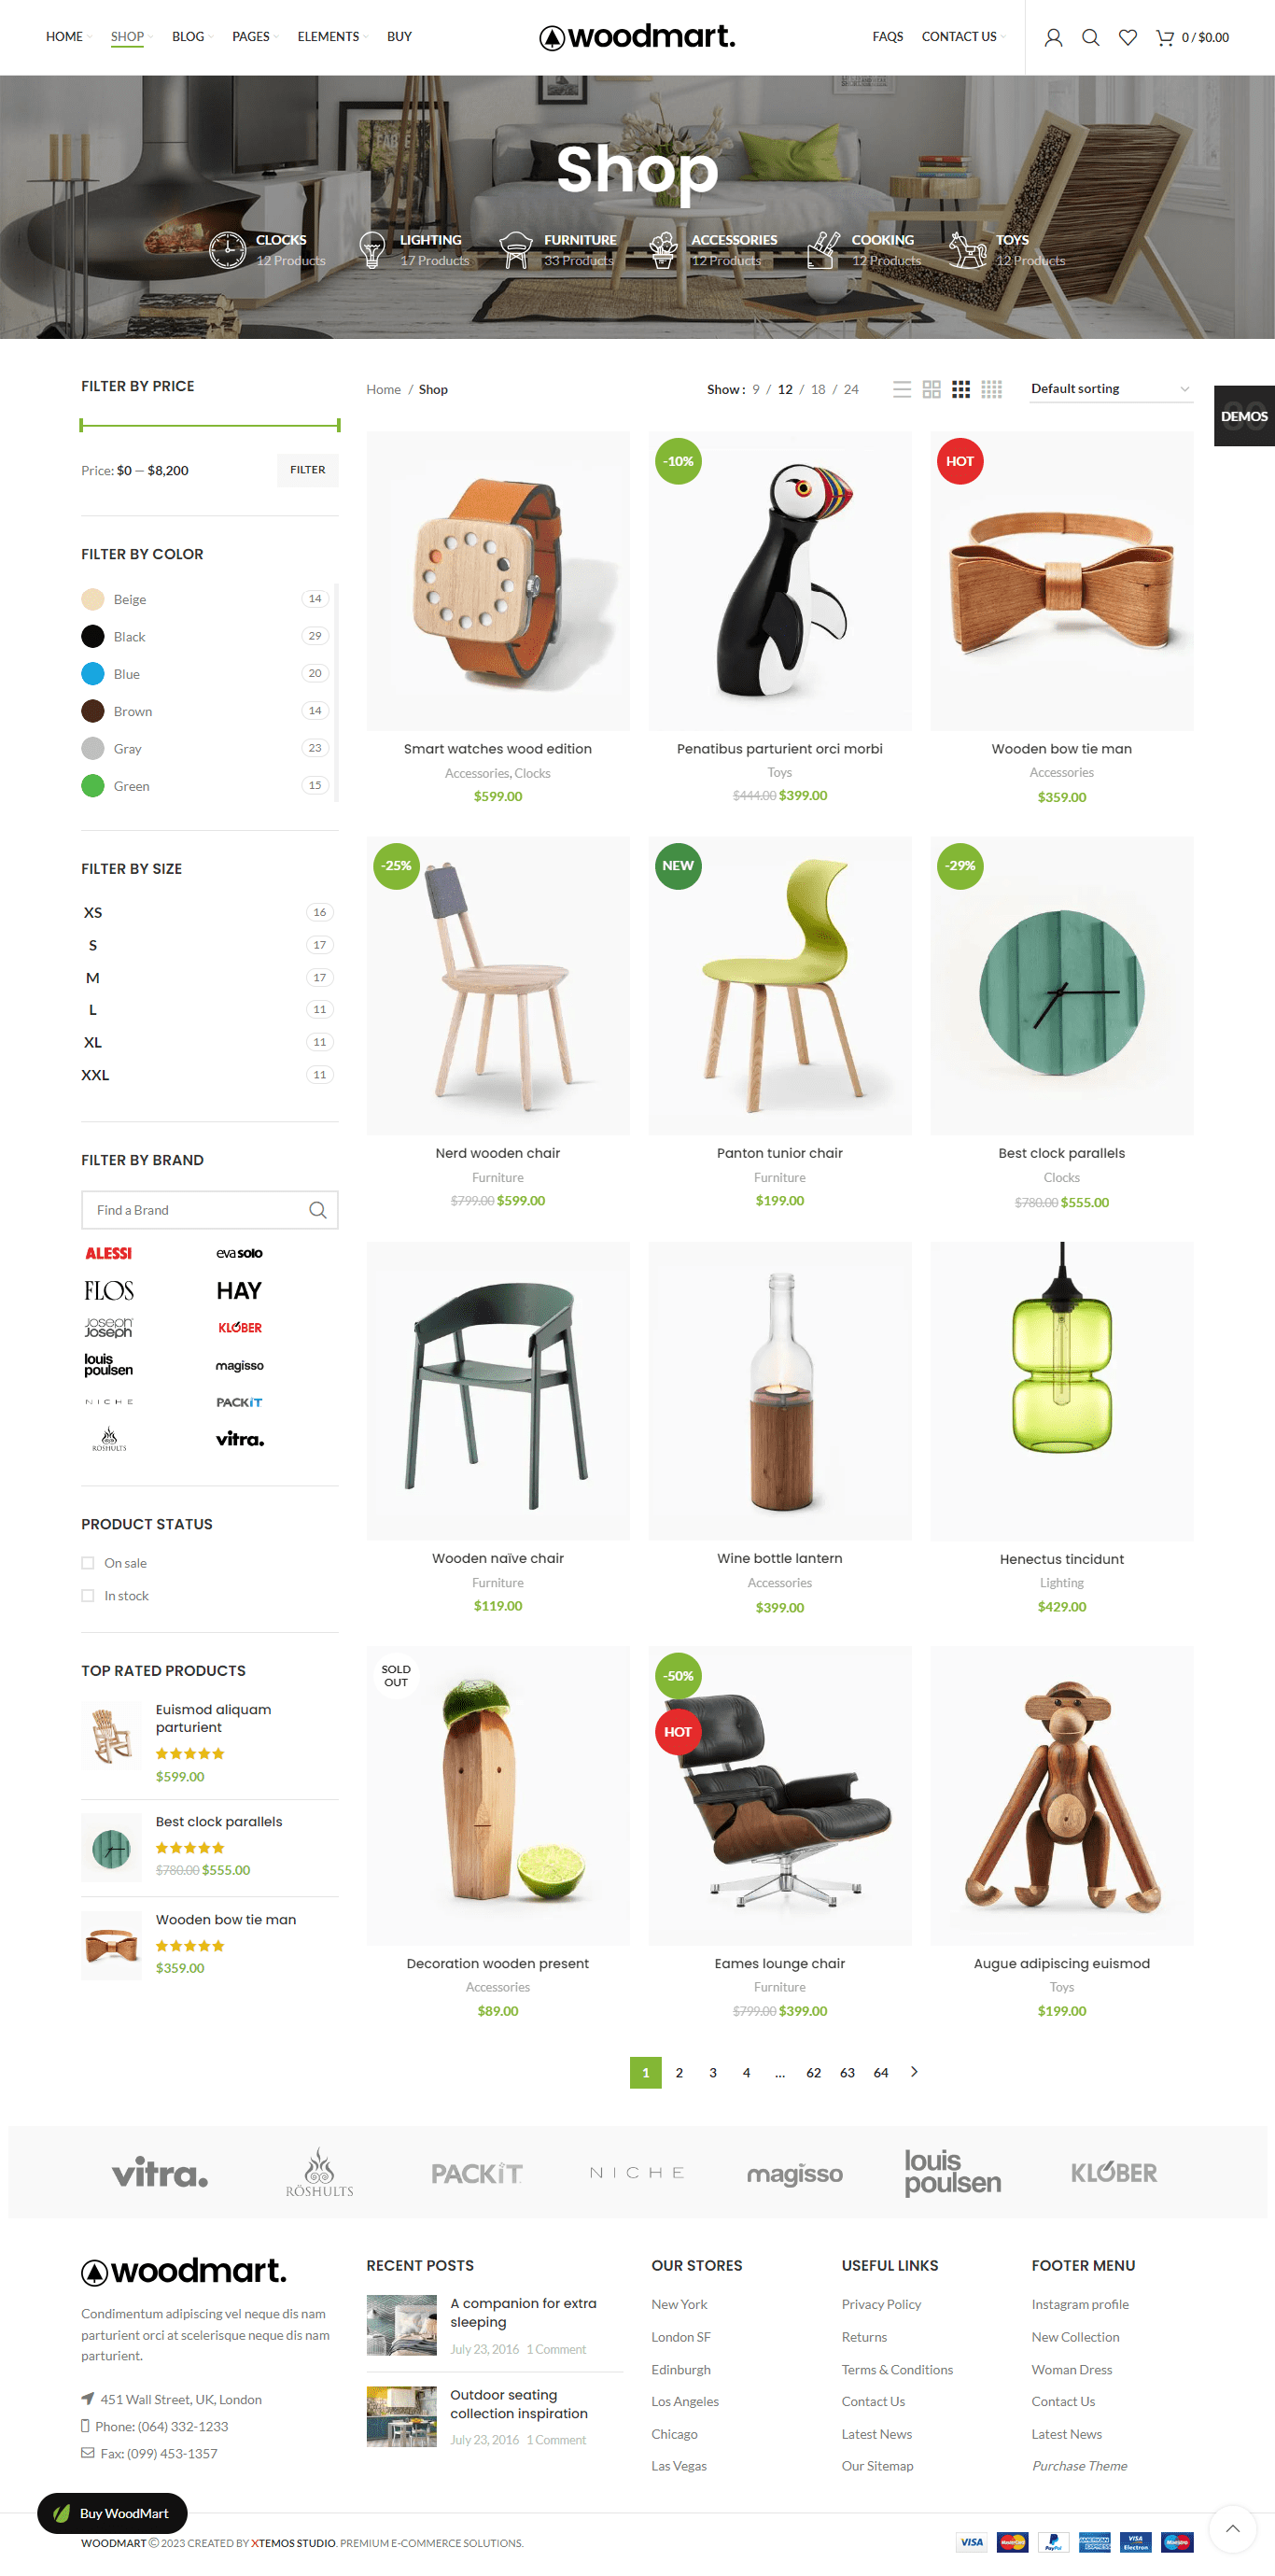 HOME SHOP BLOG PAGES ELEMENTS BUY woodmart. FAQS CONTACT US 0 / $0.00
Shop
CLOCKS LIGHTING FURNITURE ACCESSORIES COOKING TOYS
12 Products 17 Products 33 Products 12 Products 12 Products 12 Products
DEMOS
FILTER BY PRICE
Price: $0 — $8,200 FILTER
FILTER BY COLOR
Beige 14
Black 29
Blue 20
Brown 14
Gray 23
Green 15
FILTER BY SIZE
XS 16
S 17
M 17
L 11
XL 11
XXL 11
FILTER BY BRAND
Find a Brand
ALESSI eva solo
FLOS HAY
Joseph Joseph KLÖBER
louis poulsen magisso
NICHE PACKIT
RÖSHULTS vitra.
PRODUCT STATUS
On sale
In stock
TOP RATED PRODUCTS
Euismod aliquam
parturient
$599.00
Best clock parallels
$780.00 $555.00
Wooden bow tie man
$359.00
Home / Shop Show : 9 / 12 / 18 / 24 Default sorting
-10% HOT
Smart watches wood edition Penatibus parturient orci morbi Wooden bow tie man
Accessories, Clocks Toys Accessories
$599.00 $444.00 $399.00 $359.00
-25% NEW -29%
Nerd wooden chair Panton tunior chair Best clock parallels
Furniture Furniture Clocks
$799.00 $599.00 $199.00 $780.00 $555.00
Wooden naïve chair Wine bottle lantern Henectus tincidunt
Furniture Accessories Lighting
$119.00 $399.00 $429.00
SOLD
OUT
-50%
HOT
Decoration wooden present Eames lounge chair Augue adipiscing euismod
Accessories Furniture Toys
$89.00 $799.00 $399.00 $199.00
1 2 3 4 … 62 63 64
vitra. RÖSHULTS PACKIT NICHE magisso louis poulsen KLÖBER
woodmart.
Condimentum adipiscing vel neque dis nam
parturient orci at scelerisque neque dis nam
parturient.
451 Wall Street, UK, London
Phone: (064) 332-1233
Fax: (099) 453-1357
RECENT POSTS
A companion for extra
sleeping
July 23, 2016 1 Comment
Outdoor seating
collection inspiration
July 23, 2016 1 Comment
OUR STORES
New York
London SF
Edinburgh
Los Angeles
Chicago
Las Vegas
USEFUL LINKS
Privacy Policy
Returns
Terms & Conditions
Contact Us
Latest News
Our Sitemap
FOOTER MENU
Instagram profile
New Collection
Woman Dress
Contact Us
Latest News
Purchase Theme
Buy WoodMart
WOODMART © 2023 CREATED BY XTEMOS STUDIO. PREMIUM E-COMMERCE SOLUTIONS.
VISA MasterCard PayPal AMERICAN EXPRESS VISA Electron Maestro